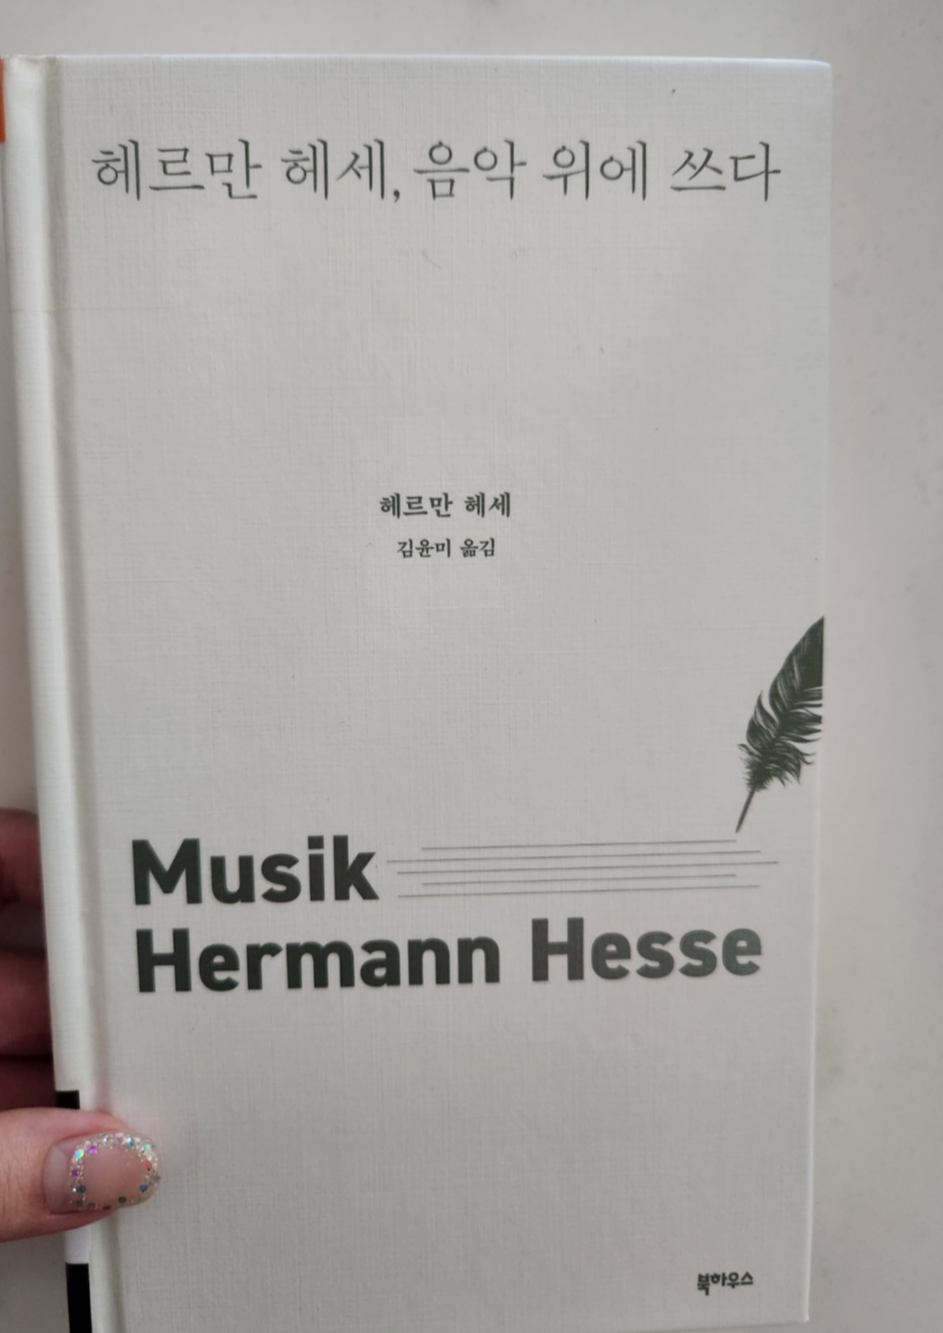 헤르만 헤세, 음악 위에 쓰다
헤르만 헤세
김윤미 옮김
Musik
Hermann Hesse
북하우스